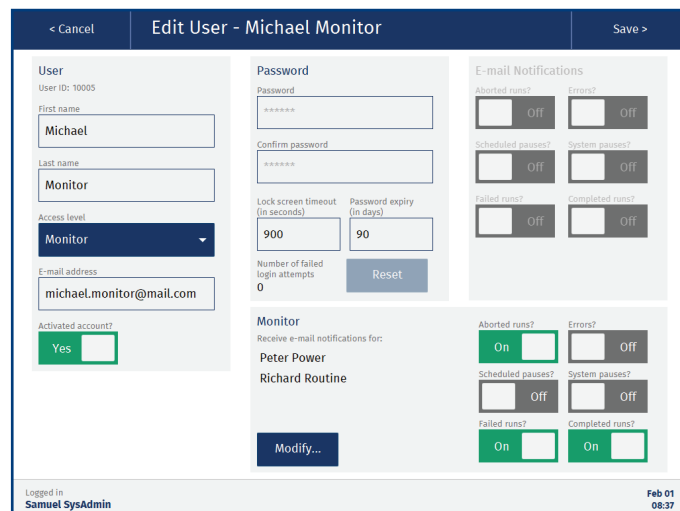 < Cancel
Edit User - Michael Monitor
Save >
User
User ID: 10005
First name
Michael
Last name
Monitor
Access level
Monitor
E-mail address
michael.monitor@mail.com
Activated account?
Yes
Password
Password
******
Confirm password
******
Lock screen timeout
(in seconds)
900
Password expiry
(in days)
90
Number of failed
login attempts
0
Reset
E-mail Notifications
Aborted runs?
Off
Errors?
Off
Scheduled pauses?
Off
System pauses?
Off
Failed runs?
Off
Completed runs?
Off
Monitor
Receive e-mail notifications for:
Peter Power
Richard Routine
Modify...
Aborted runs?
On
Errors?
Off
Scheduled pauses?
Off
System pauses?
Off
Failed runs?
On
Completed runs?
On
Logged in
Samuel SysAdmin
Feb 01
08:37